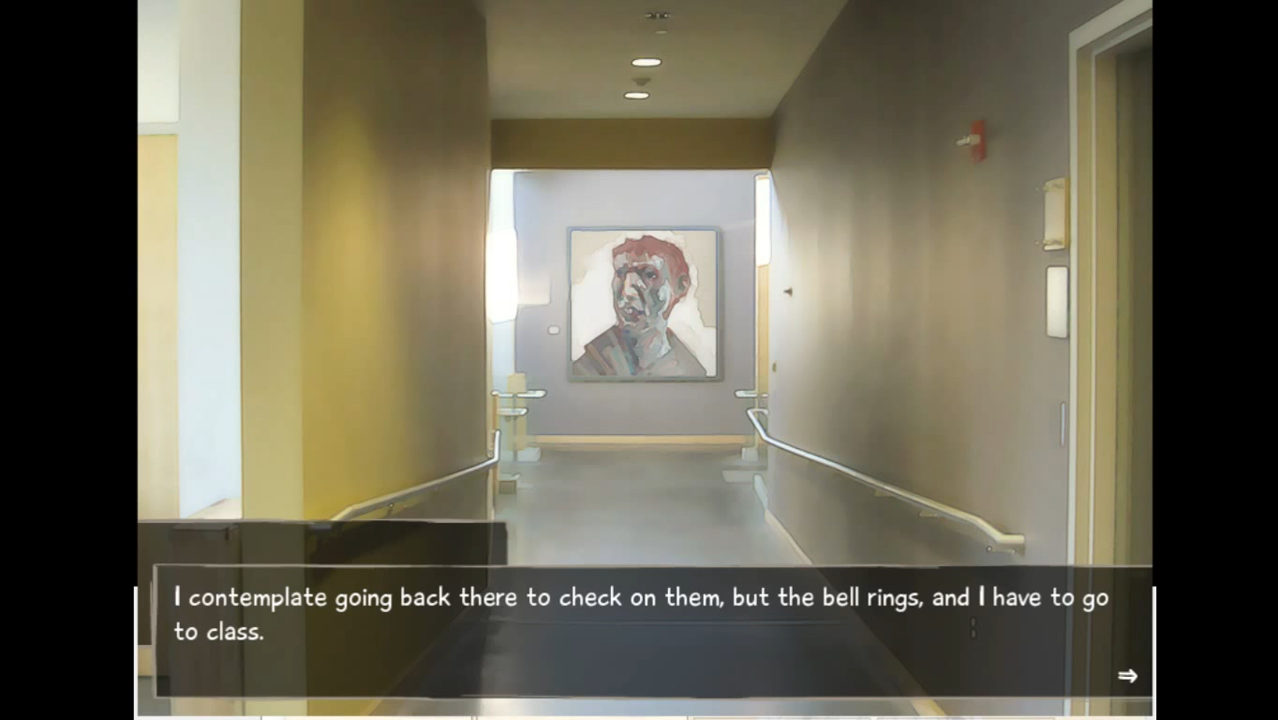 I contemplate going back there to check on them, but the bell rings, and I have to go
to class.